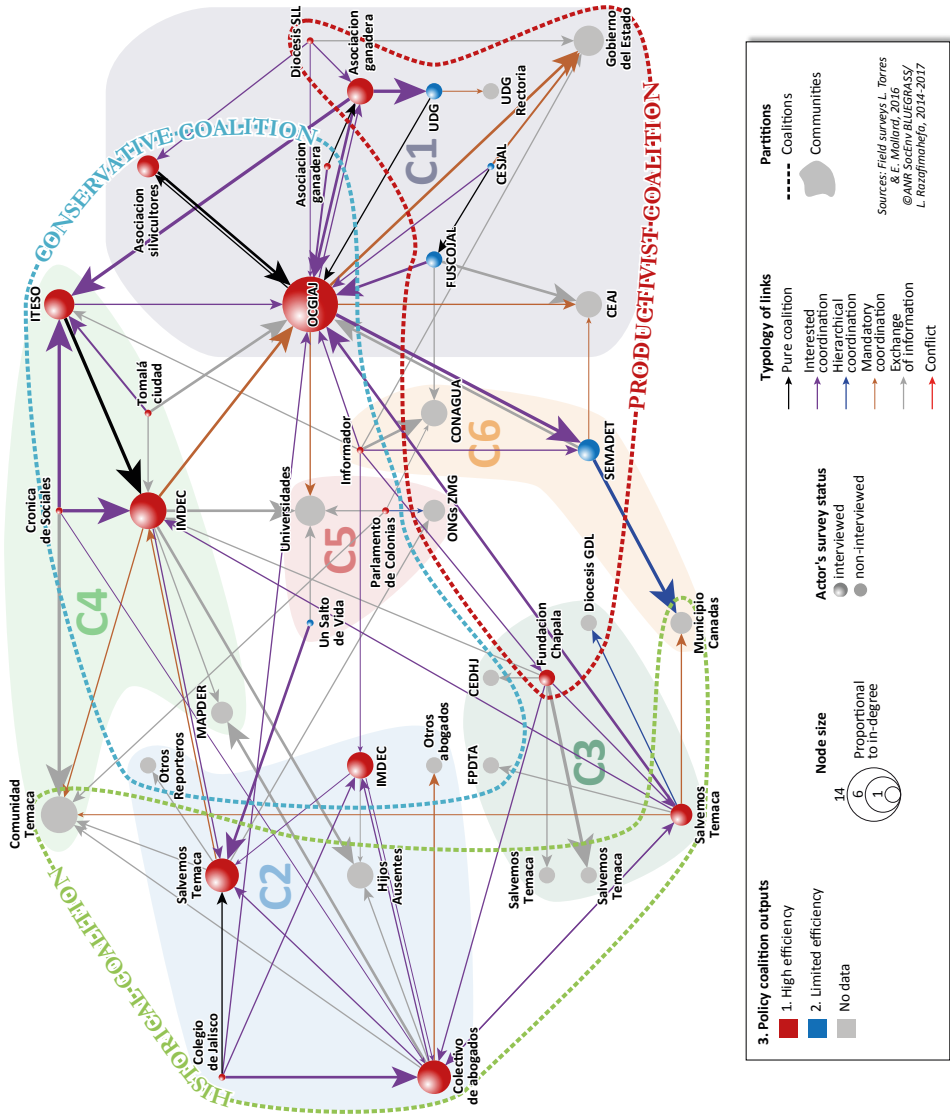 HISTORICAL COALITION
CONSERVATIVE COALITION
PRODUCTIVIST COALITION
C1
C2
C3
C4
C5
C6
Diocesis SLL
Asociacion
ganadera
Gobierno
del Estado
UDG
UDG
Rectoria
Asociacion
silvicultores
Asociacion
ganadera
CESJAL
ITESO
OCGIAJ
FUSCOJAL
CEAJ
Tomala
ciudad
Informador
CONAGUA
SEMADET
Cronica
de Sociales
IMDEC
Universidades
Parlamento
de Colonias
ONGs ZMG
Un Salto
de Vida
Diocesis GDL
Municipio
Canadas
Fundacion
Chapala
CEDHJ
MAPDER
Otros
Reporteros
Otros
abogados
FPDTA
Comunidad
Temaca
IMDEC
Salvemos
Temaca
Salvemos
Temaca
Hijos
Ausentes
Salvemos
Temaca
Salvemos
Temaca
Colegio
de Jalisco
Colectivo
de abogados
3. Policy coalition outputs
1. High efficiency
2. Limited efficiency
No data
Node size
14
6
1
Proportional
to in-degree
Actor's survey status
interviewed
non-interviewed
Typology of links
Pure coalition
Interested
coordination
Hierarchical
coordination
Mandatory
coordination
Exchange
of information
Conflict
Partitions
Coalitions
Communities
Sources: Field surveys L. Torres
& E. Mollard, 2016
©ANR SocEnv BLUEGRASS/
L. Razafimahefa, 2014-2017